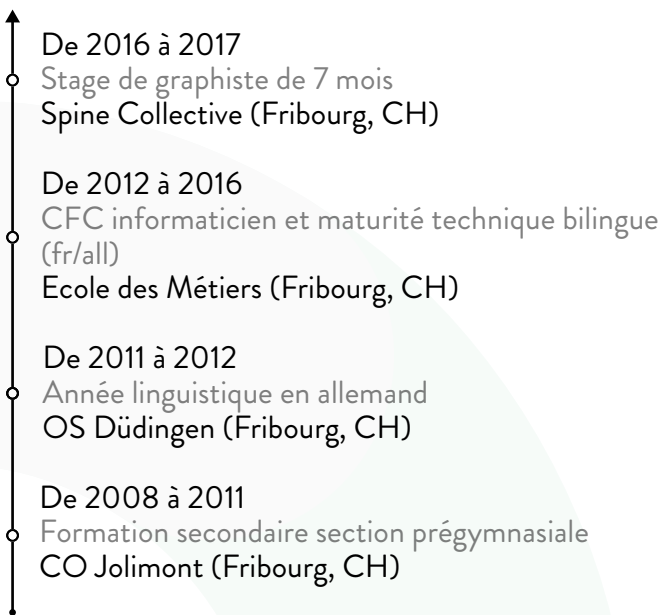 De 2016 à 2017
Stage de graphiste de 7 mois
Spine Collective (Fribourg, CH)
De 2012 à 2016
CFC informaticien et maturité technique bilingue
(fr/all)
Ecole des Métiers (Fribourg, CH)
De 2011 à 2012
Année linguistique en allemand
OS Düdingen (Fribourg, CH)
De 2008 à 2011
Formation secondaire section prégymnasiale
CO Jolimont (Fribourg, CH)